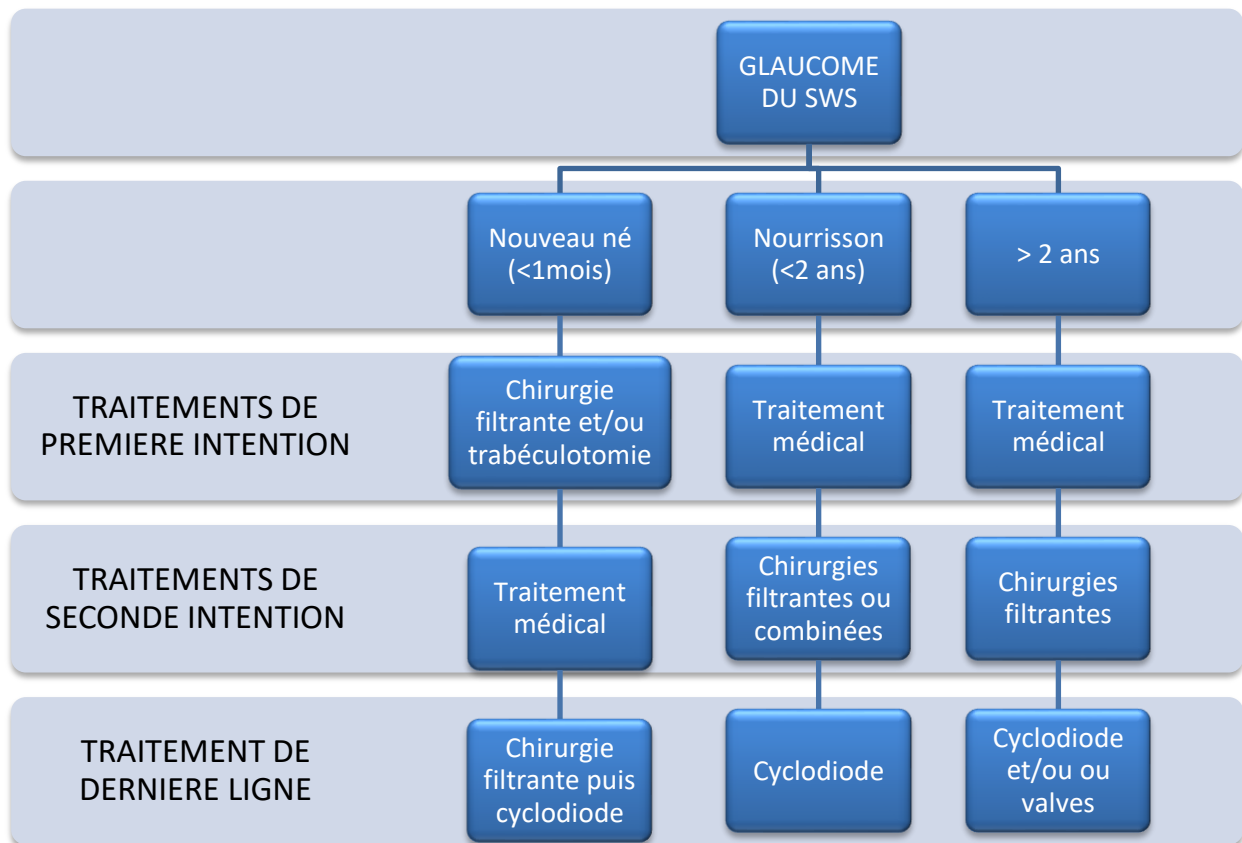 GLAUCOME
DU SWS
Nouveau né
(<1mois)
Nourrisson
(<2 ans)
> 2 ans
TRAITEMENTS DE
PREMIERE INTENTION
Chirurgie
filtrante et/ou
trabéculotomie
Traitement
médical
Traitement
médical
TRAITEMENTS DE
SECONDE INTENTION
Traitement
médical
Chirurgies
filtrantes ou
combinées
Chirurgies
filtrantes
TRAITEMENT DE
DERNIERE LIGNE
Chirurgie
filtrante puis
cyclodiode
Cyclodiode
Cyclodiode
et/ou ou
valves